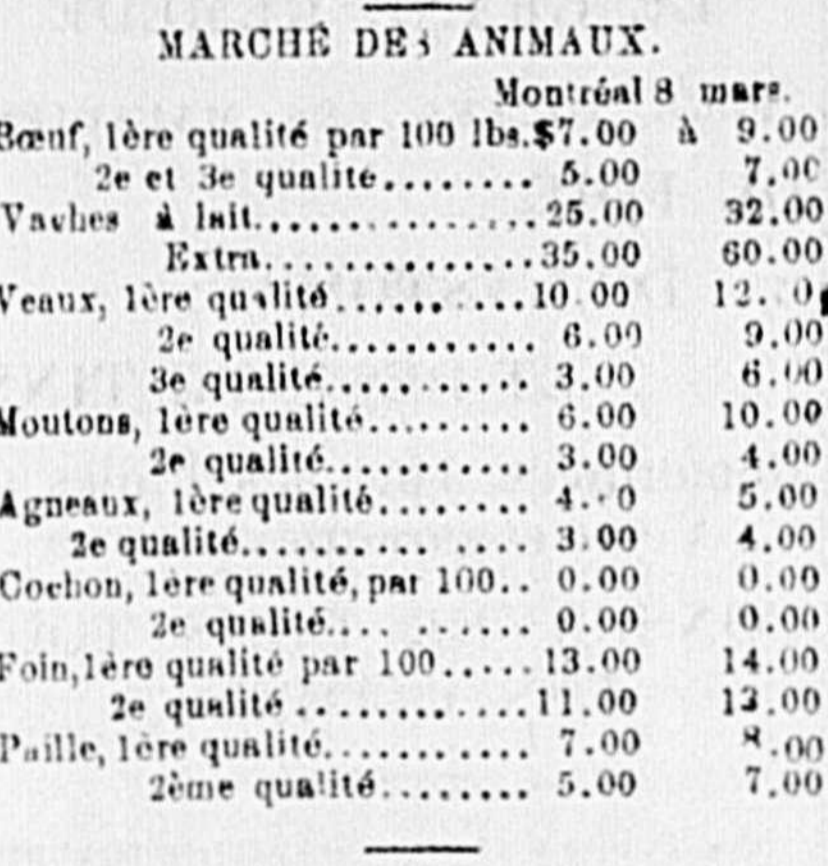 MARCHÉ DES ANIMAUX.
Montréal 8 mars.
Bœuf, 1ère qualité par 100 lbs.$7.00 à 9.00
2e et 3e qualité........ 5.00 7.00
Vaches à lait...............25.00 32.00
Extra..............35.00 60.00
Veaux, 1ère qualité..........10.00
2e qualité........... 6.00 9.00
3e qualité........... 3.00 6.00
Moutons, 1ère qualité......... 6.00 10.00
2e qualité........... 3.00 4.00
Agneaux, 1ère qualité........ 5.00
2e qualité............ .... 3.00 4.00
Cochon, 1ère qualité, par 100.. 0.00 0.00
2e qualité.... ...... 0.00 0.00
Foin, 1ère qualité par 100.....13.00 14.00
2e qualité ............11.00 13.00
Paille, 1ère qualité........... 7.00 8.00
2ème qualité........ 5.00 7.00